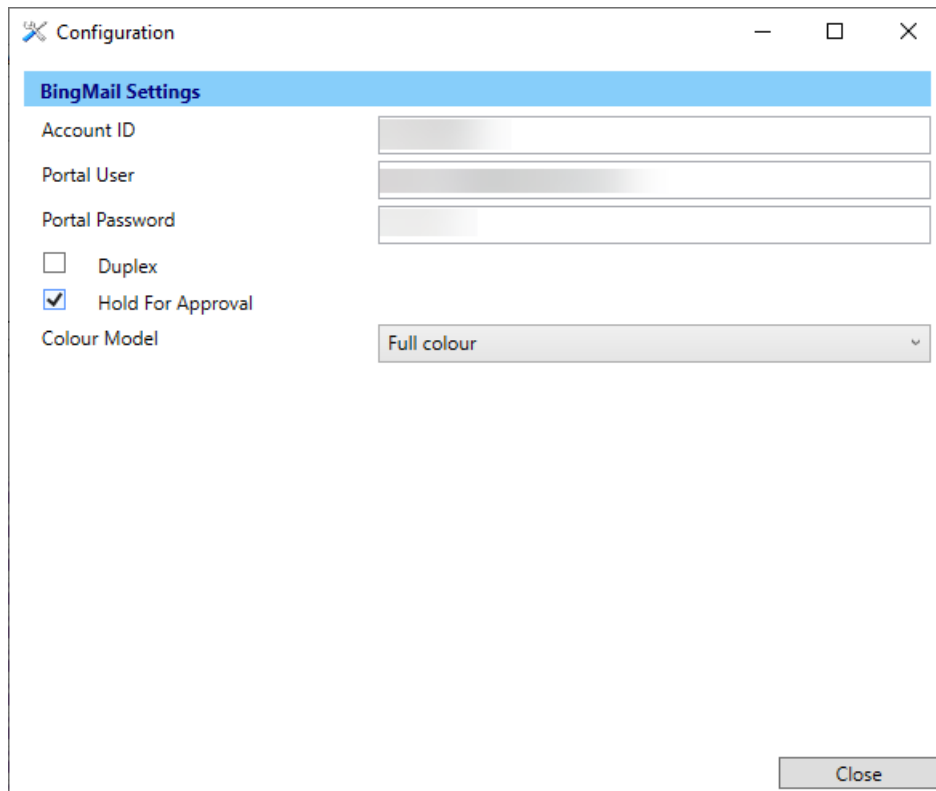 Configuration
BingMail Settings
Account ID
Portal User
Portal Password
Duplex
Hold For Approval
Colour Model
Full colour
Close